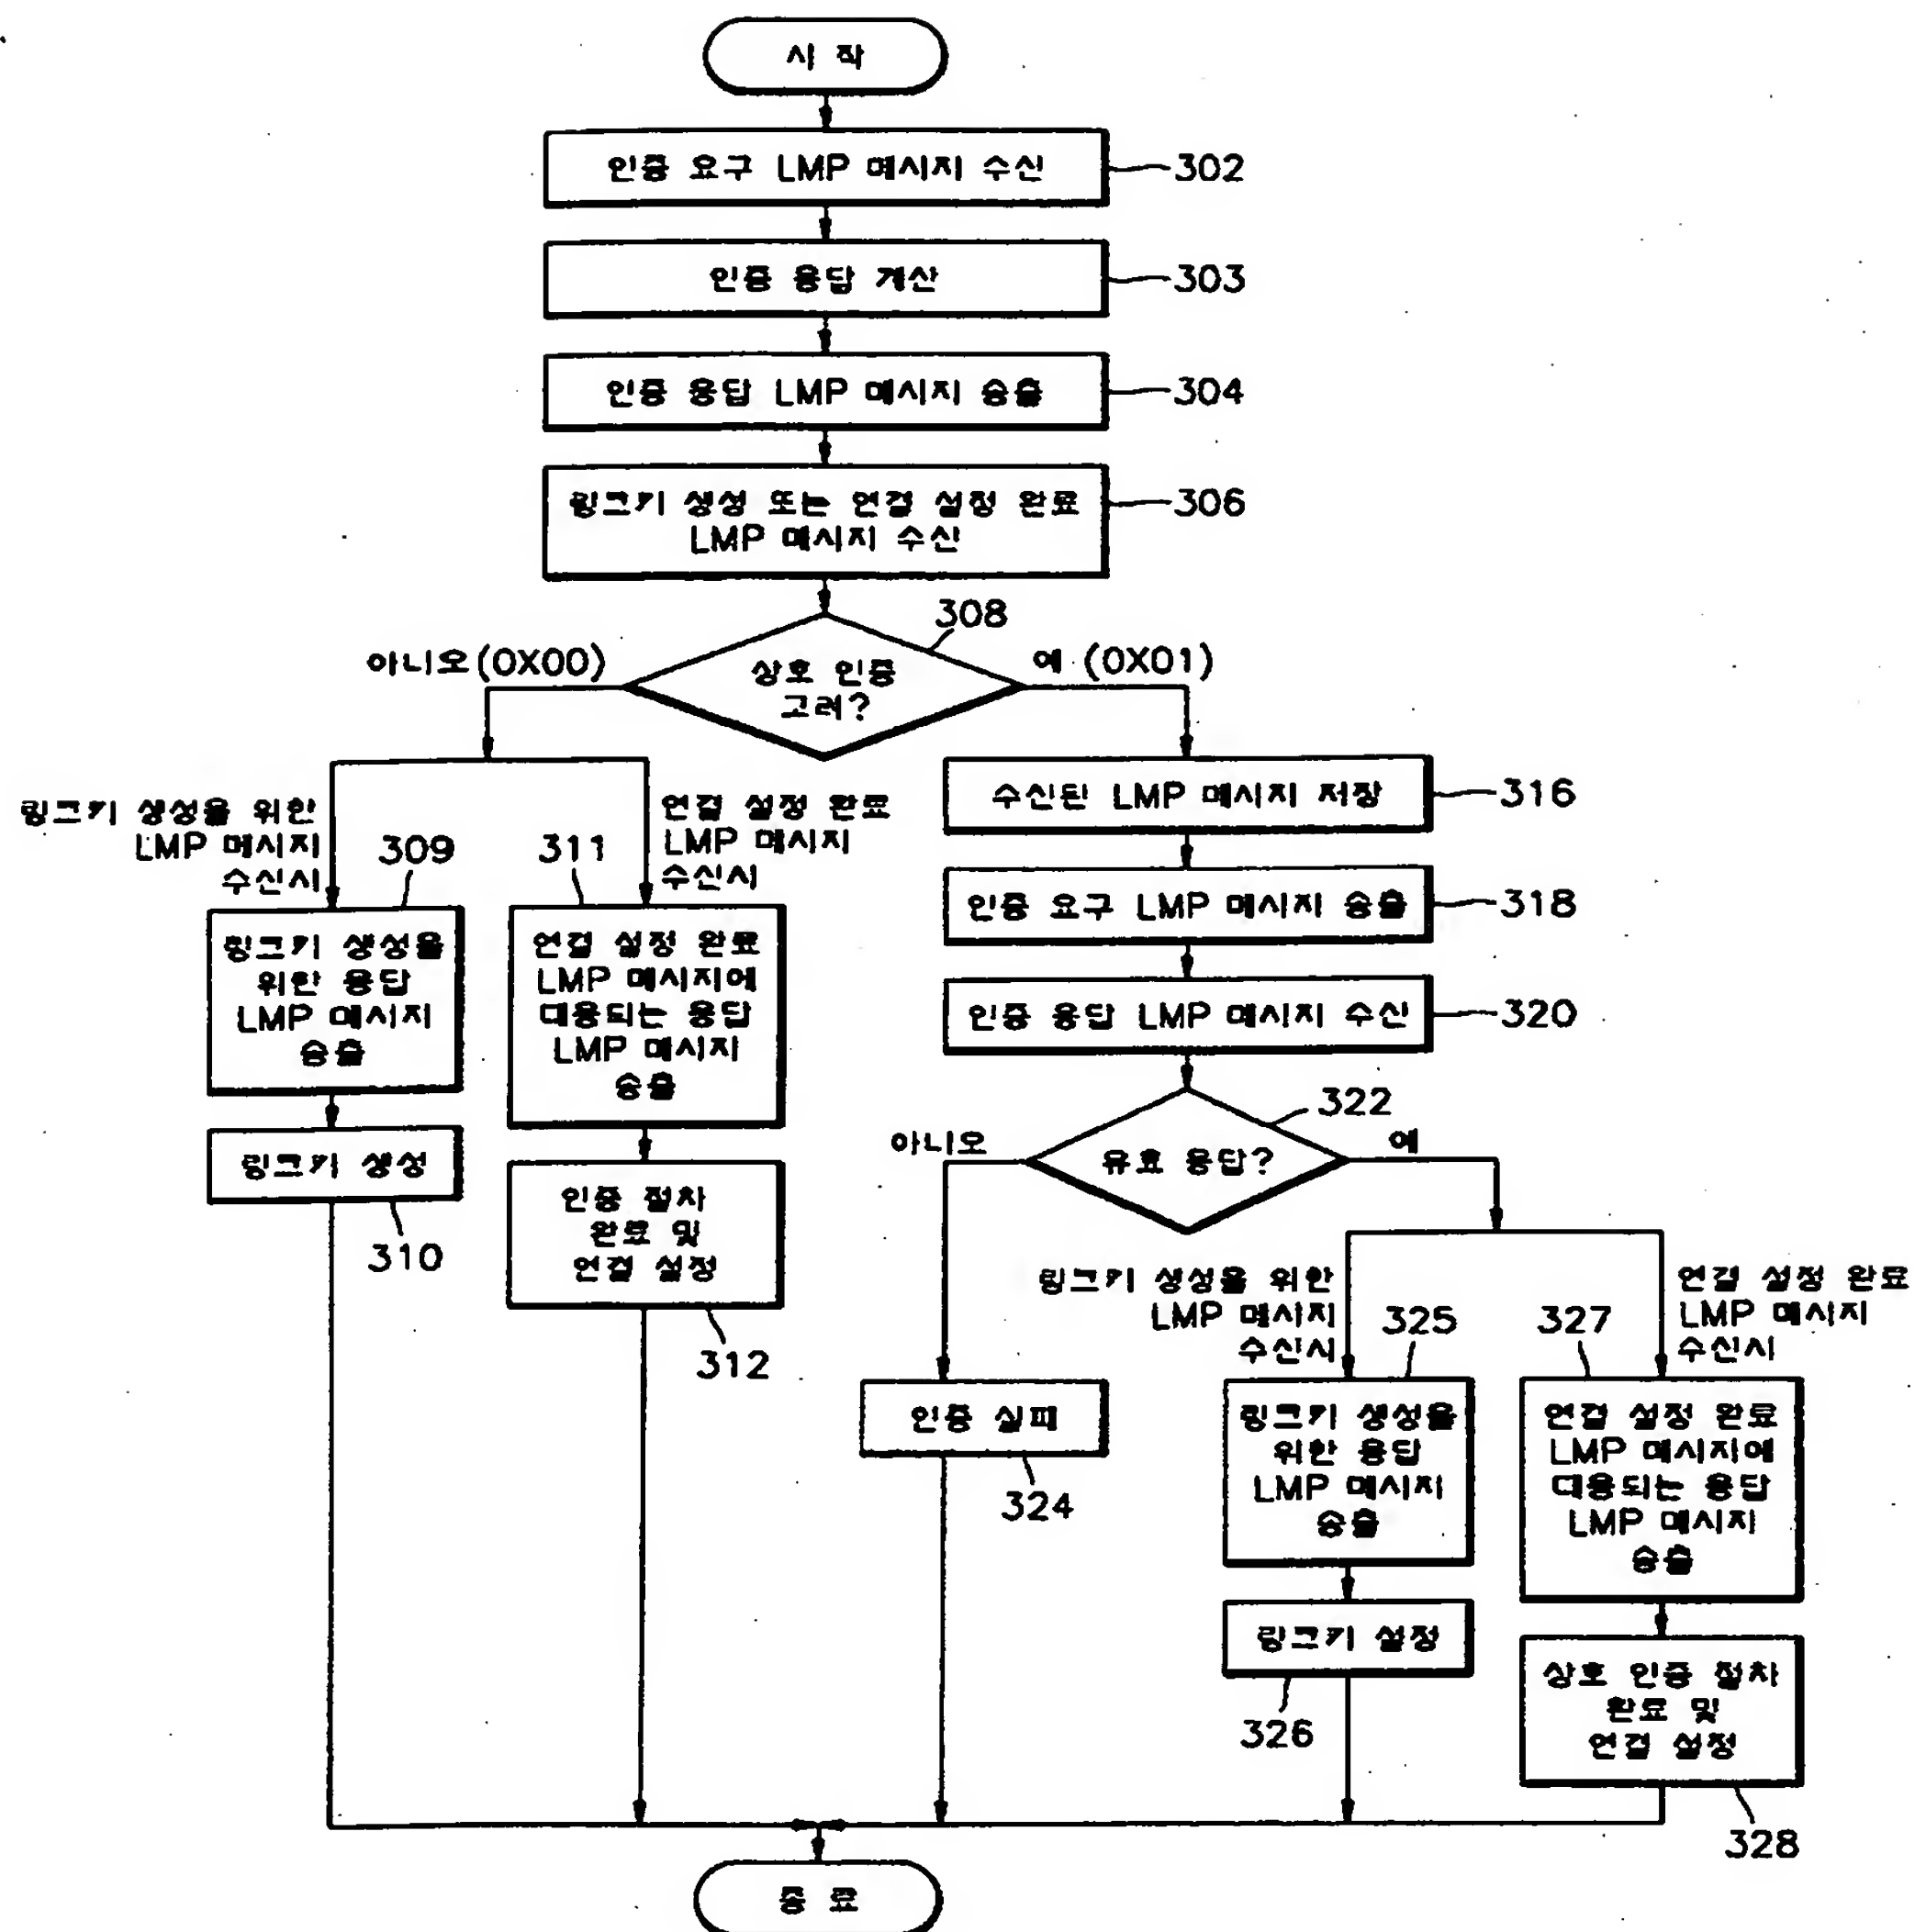 시 작
인증 요구 LMP 메시지 수신
302
인증 응답 계산
303
인증 응답 LMP 메시지 송출
304
링크키 생성 또는 연결 설정 완료
LMP 메시지 수신
306
308
상호 인증
고려?
아니오(0X00)
예 (0X01)
링크키 생성을 위한
LMP 메시지
수신시
연결 설정 완료
LMP 메시지
수신시
309
링크키 생성을
위한 응답
LMP 메시지
송출
링크키 생성
310
311
연결 설정 완료
LMP 메시지에
대응되는 응답
LMP 메시지
송출
인증 절차
완료 및
연결 설정
312
수신된 LMP 메시지 저장
316
인증 요구 LMP 메시지 송출
318
인증 응답 LMP 메시지 수신
320
322
유효 응답?
아니오
예
인증 실패
324
링크키 생성을 위한
LMP 메시지
수신시
연결 설정 완료
LMP 메시지
수신시
325
링크키 생성을
위한 응답
LMP 메시지
송출
링크키 설정
326
327
연결 설정 완료
LMP 메시지에
대응되는 응답
LMP 메시지
송출
상호 인증 절차
완료 및
연결 설정
328
종 료